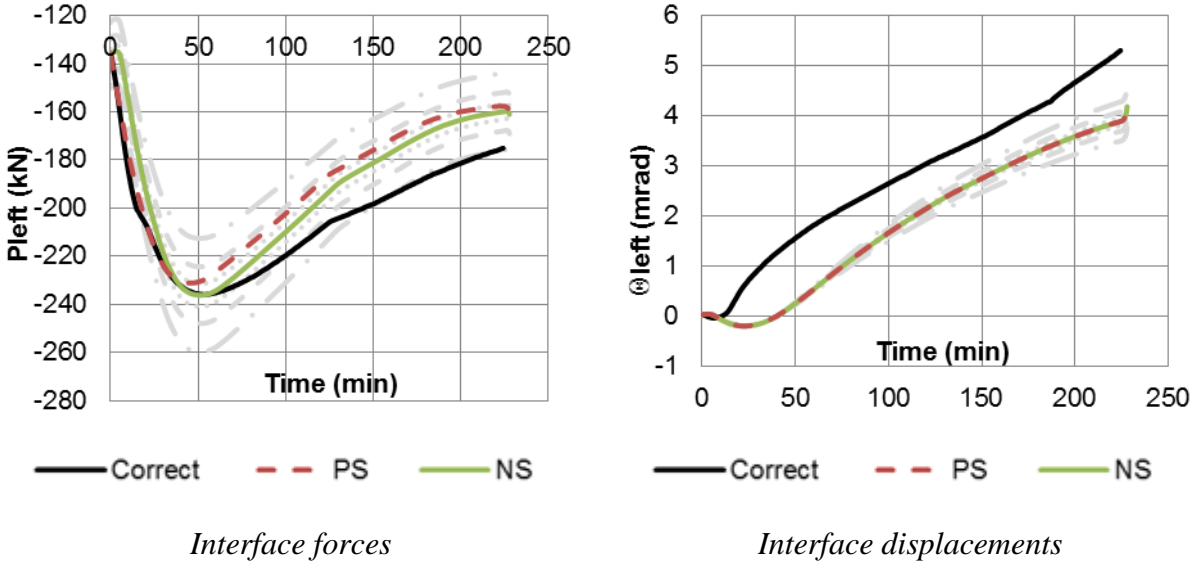 -120
-140
-160
-180
-200
-220
-240
-260
-280
0 50 100 150 200 250
Pleft (kN)
Time (min)
Correct PS NS
Interface forces
6
5
4
3
2
1
0
-1
Θleft (mrad)
Time (min)
0 50 100 150 200 250
Correct PS NS
Interface displacements